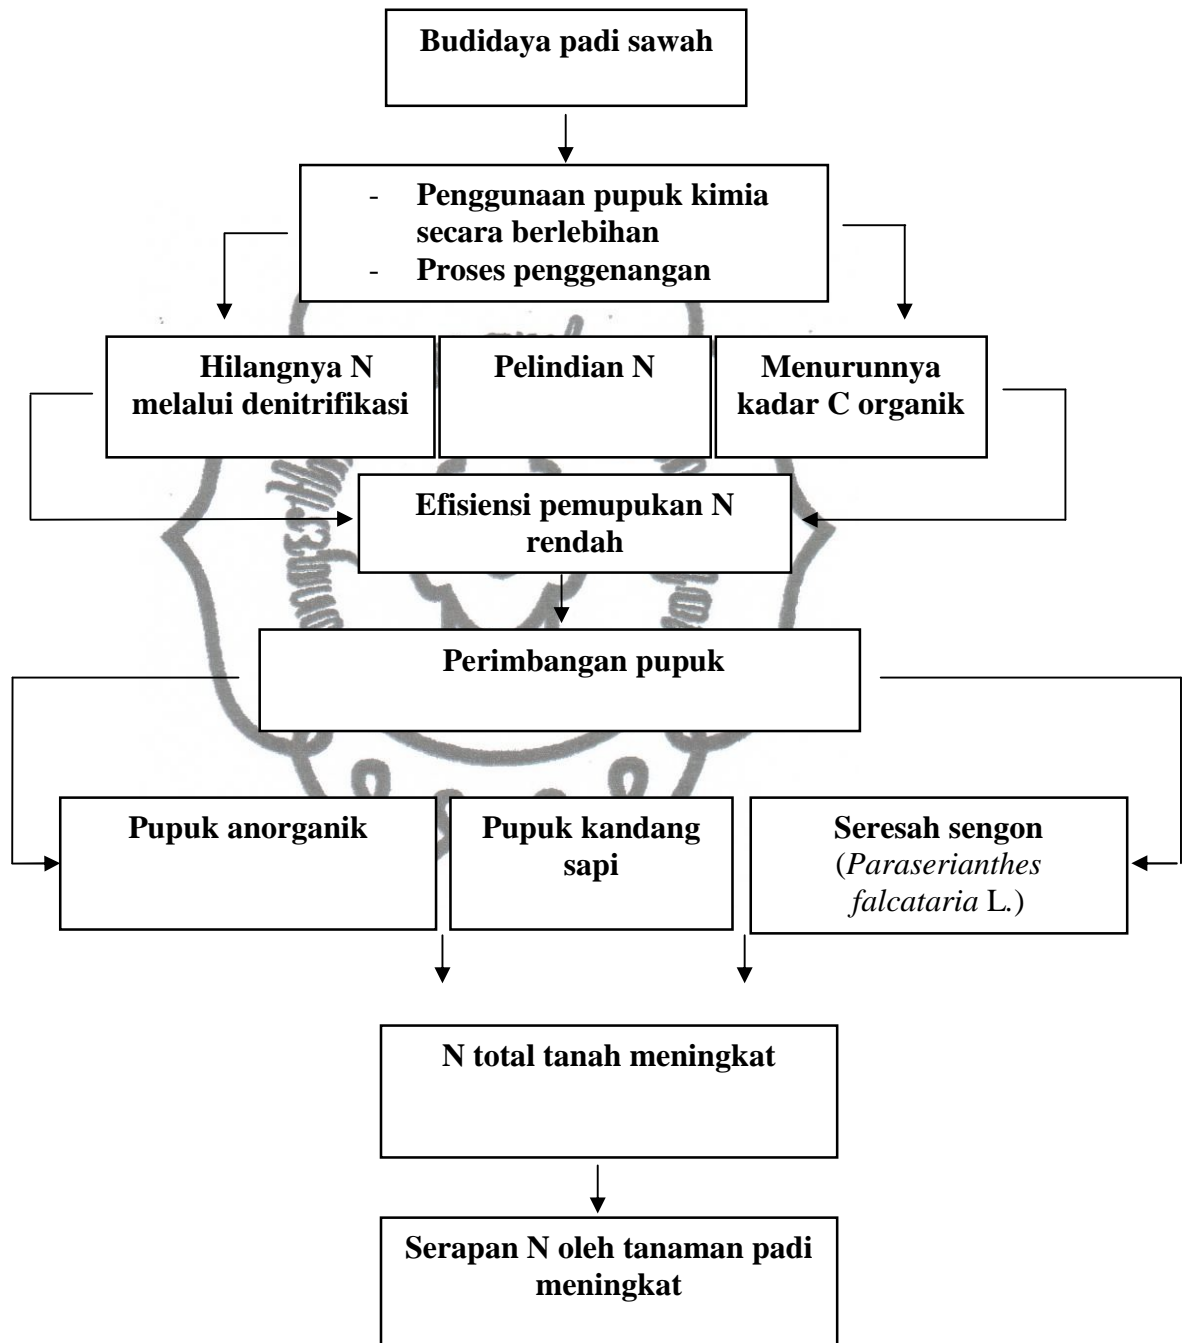 Budidaya padi sawah
- Penggunaan pupuk kimia
secara berlebihan
- Proses penggenangan
Hilangnya N
melalui denitrifikasi
Pelindian N
Menurunnya
kadar C organik
Efisiensi pemupukan N
rendah
Perimbangan pupuk
Pupuk anorganik
Pupuk kandang
sapi
Seresah sengon
(Paraserianthes
falcataria L.)
N total tanah meningkat
Serapan N oleh tanaman padi
meningkat